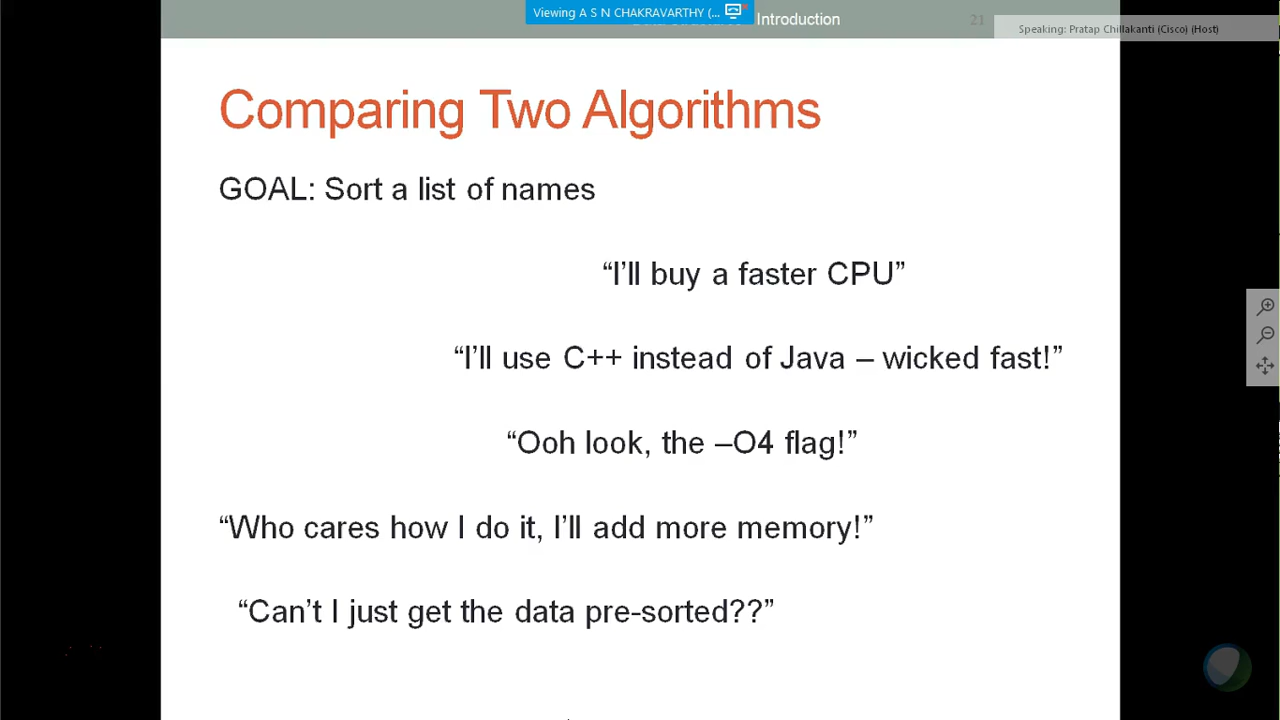 Viewing A S N CHAKRAVARTHY (...
Introduction
21
Speaking: Pratap Chillakanti (Cisco) (Host)
Comparing Two Algorithms
GOAL: Sort a list of names
“I’ll buy a faster CPU”
“I’ll use C++ instead of Java – wicked fast!”
“Ooh look, the –O4 flag!”
“Who cares how I do it, I’ll add more memory!”
“Can’t I just get the data pre-sorted??”